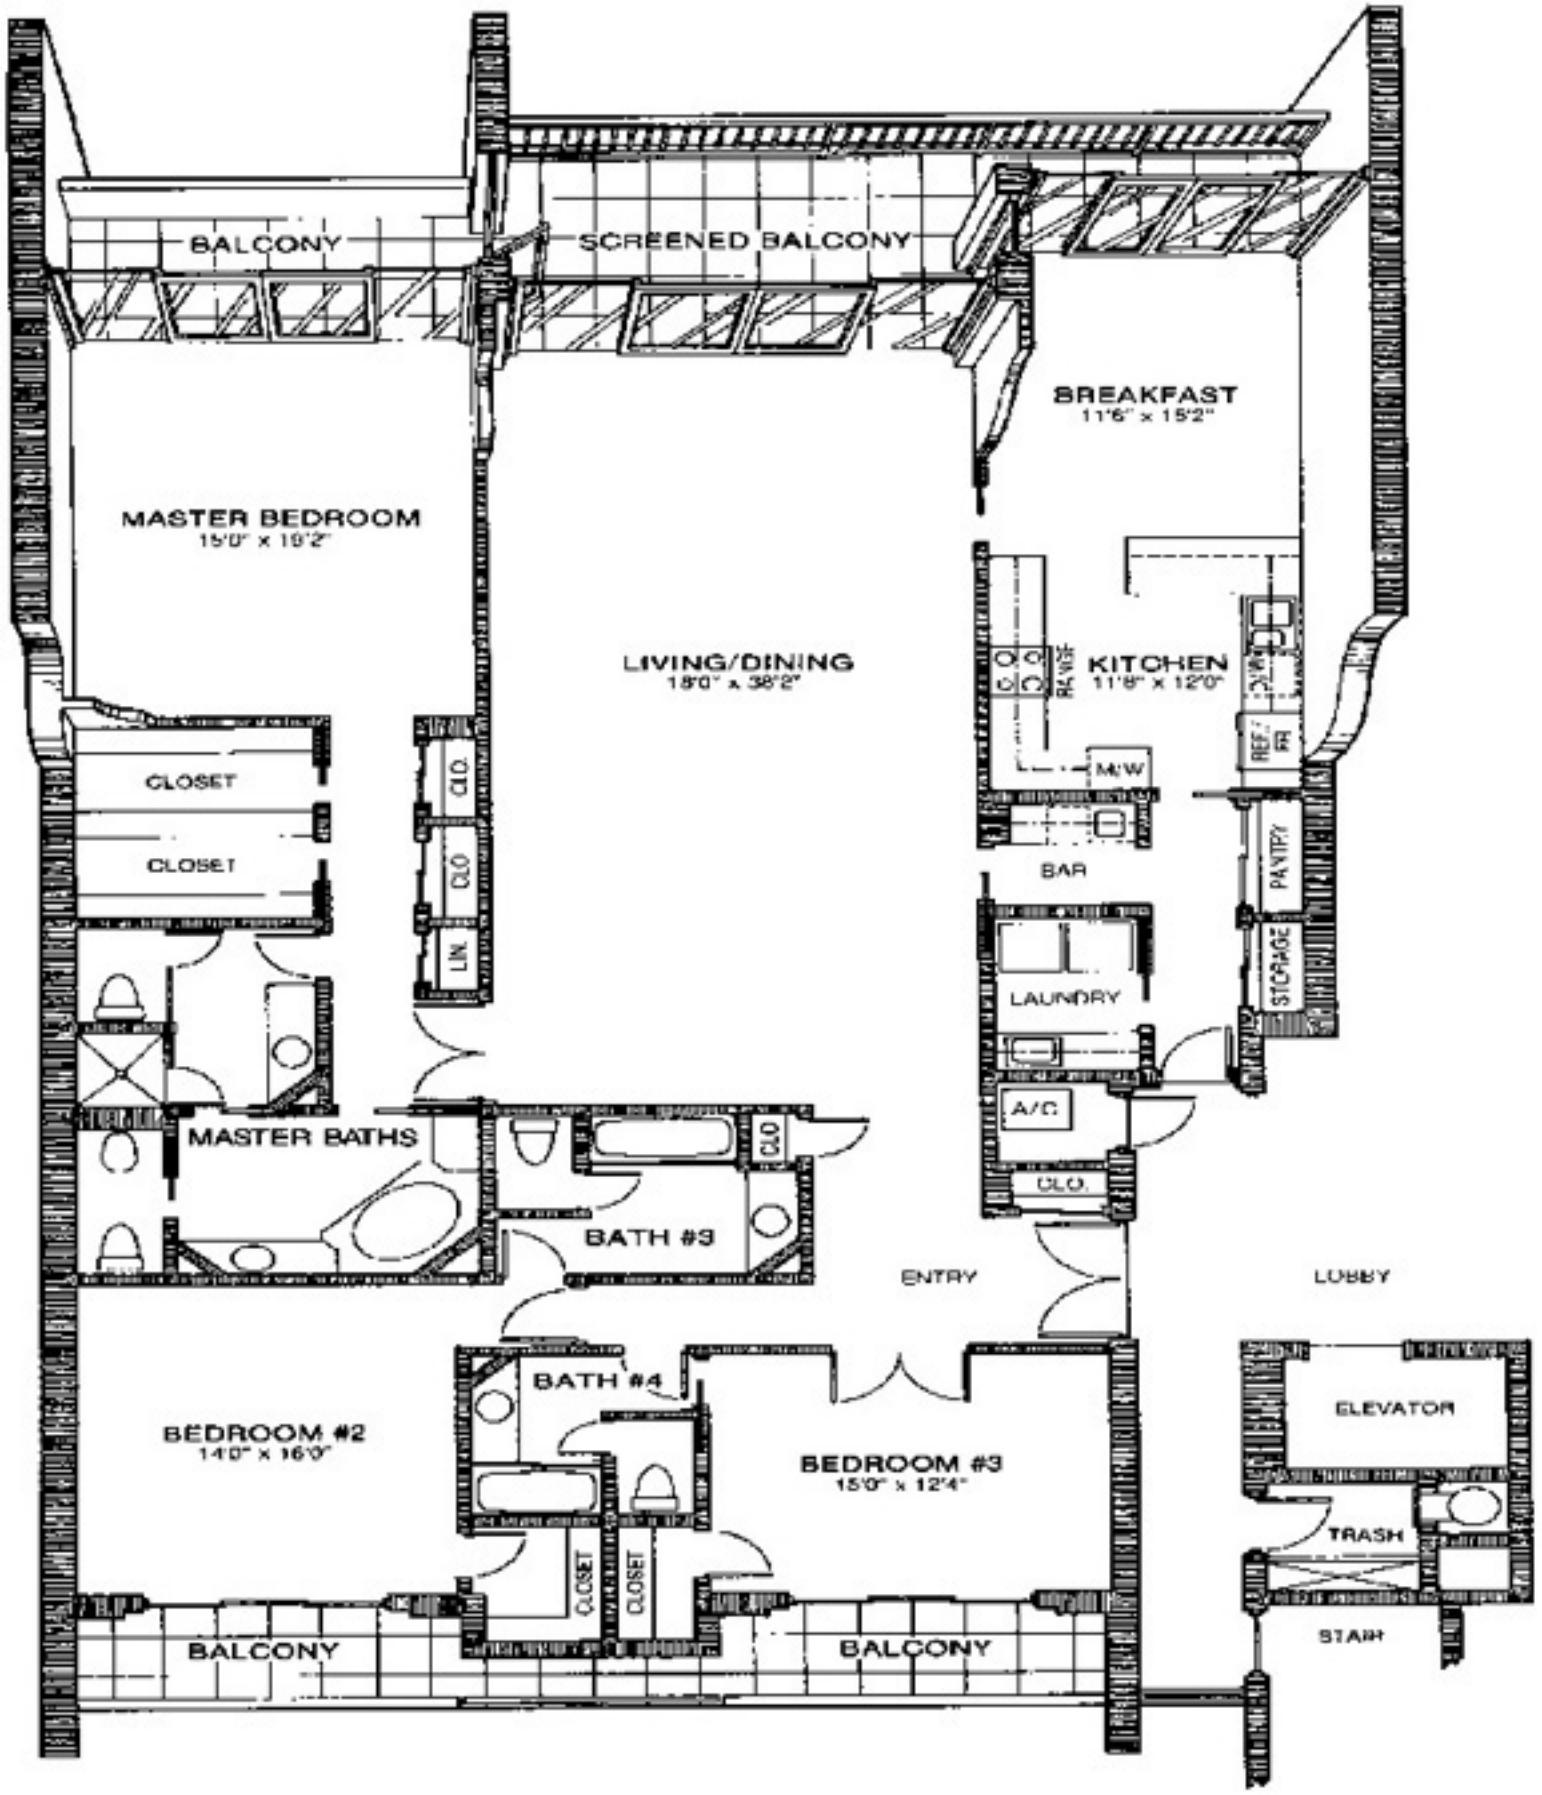 BALCONY
SCREENED BALCONY
BREAKFAST
11'6" x 15'2"
MASTER BEDROOM
15'0" x 19'2"
LIVING/DINING
18'0" x 38'2"
RANGE
KITCHEN
11'8" x 12'0"
D/W
REF./
FR
M/W
CLOSET
CLO.
CLOSET
CLO
LIN.
BAR
PANTRY
STORAGE
LAUNDRY
A/C
MASTER BATHS
CLO
CLO.
BATH #3
ENTRY
LOBBY
BATH #4
ELEVATOR
BEDROOM #2
14'0" x 16'0"
BEDROOM #3
15'0" x 12'4"
TRASH
CLOSET
CLOSET
STAIR
BALCONY
BALCONY